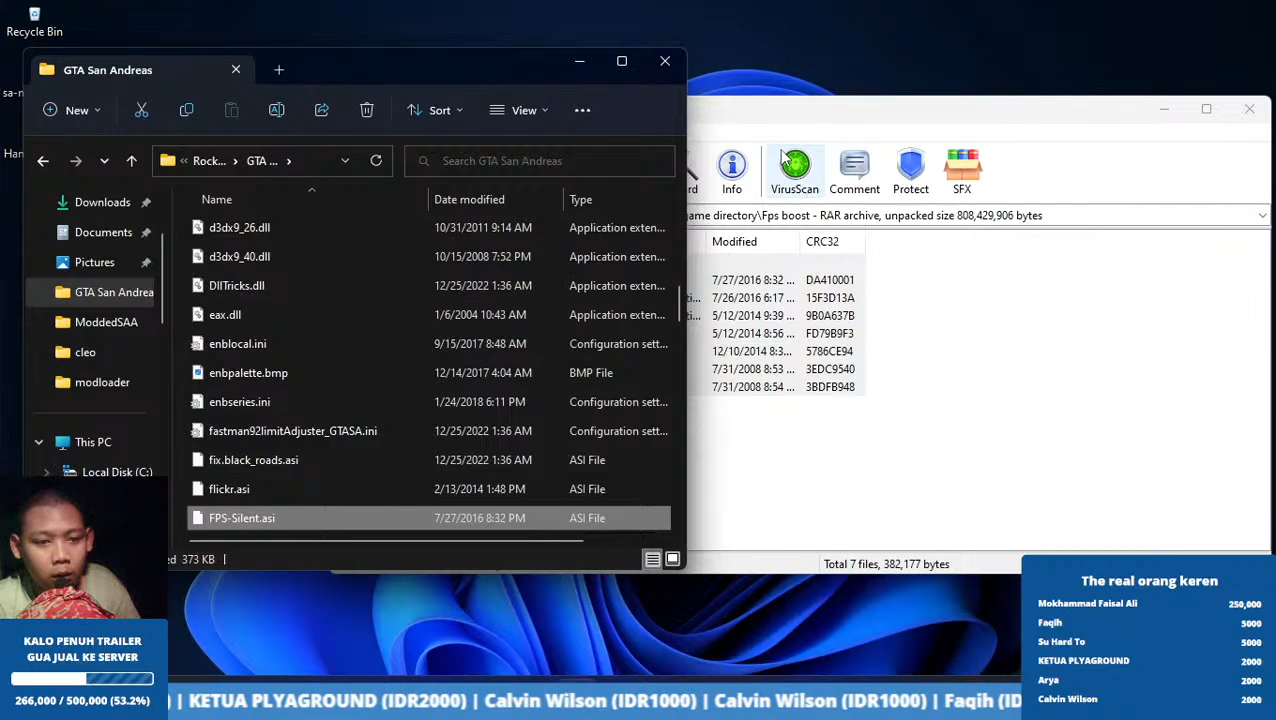 Recycle Bin
GTA San Andreas
New
Sort
View
Rock...
GTA ...
Search GTA San Andreas
Info
VirusScan
Comment
Protect
SFX
game directory\Fps boost - RAR archive, unpacked size 808,429,906 bytes
Name
Date modified
Type
Modified
CRC32
Downloads
Documents
Pictures
GTA San Andrea
ModdedSAA
cleo
modloader
This PC
Local Disk (C:)
d3dx9_26.dll 10/31/2011 9:14 AM Application exten...
d3dx9_40.dll 10/15/2008 7:52 PM Application exten...
DllTricks.dll 12/25/2022 1:36 AM Application exten...
eax.dll 1/6/2004 10:43 AM Application exten...
enblocal.ini 9/15/2017 8:48 AM Configuration sett...
enbpalette.bmp 12/14/2017 4:04 AM BMP File
enbseries.ini 1/24/2018 6:11 PM Configuration sett...
fastman92limitAdjuster_GTASA.ini 12/25/2022 1:36 AM Configuration sett...
fix.black_roads.asi 12/25/2022 1:36 AM ASI File
flickr.asi 2/13/2014 1:48 PM ASI File
FPS-Silent.asi 7/27/2016 8:32 PM ASI File
7/27/2016 8:32 ... DA410001
7/26/2016 6:17 ... 15F3D13A
5/12/2014 9:39 ... 9B0A637B
5/12/2014 8:56 ... FD79B9F3
12/10/2014 8:3... 5786CE94
7/31/2008 8:53 ... 3EDC9540
7/31/2008 8:54 ... 3BDFB948
373 KB
Total 7 files, 382,177 bytes
KALO PENUH TRAILER
GUA JUAL KE SERVER
266,000 / 500,000 (53.2%)
The real orang keren
Mokhammad Faisal Ali 250,000
Faqih 5000
Su Hard To 5000
KETUA PLYAGROUND 2000
Arya 2000
Calvin Wilson 2000
) | KETUA PLYAGROUND (IDR2000) | Calvin Wilson (IDR1000) | Calvin Wilson (IDR1000) | Faqih (ID